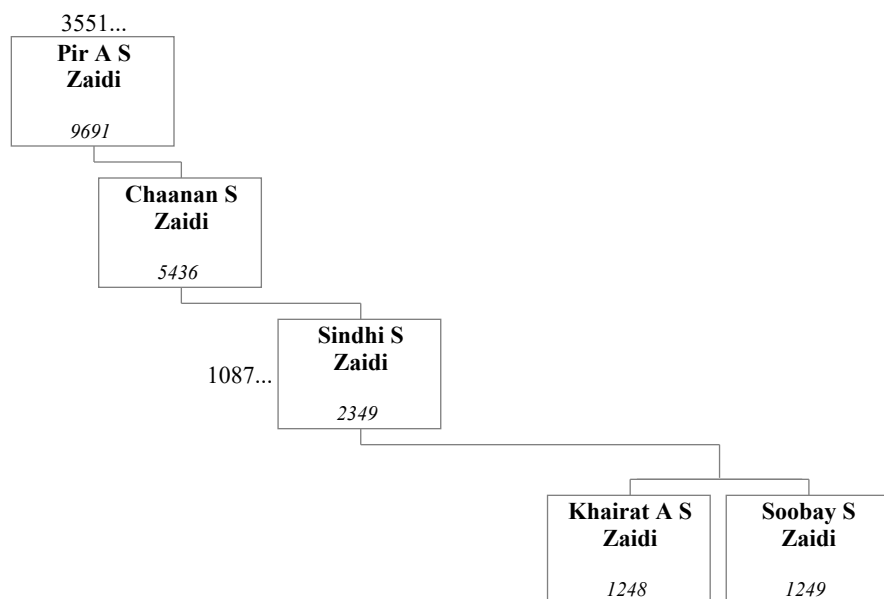 3551...
Pir A S
Zaidi
9691
Chaanan S
Zaidi
5436
Sindhi S
Zaidi
1087...
2349
Khairat A S
Zaidi
1248
Soobay S
Zaidi
1249